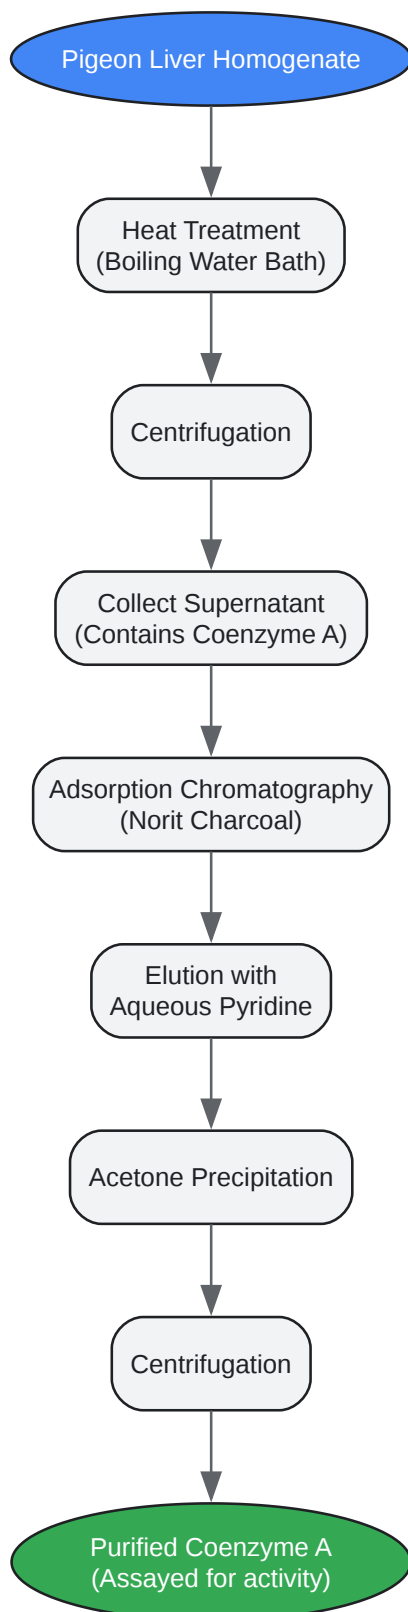 Pigeon Liver Homogenate
Heat Treatment
(Boiling Water Bath)
Centrifugation
Collect Supernatant
(Contains Coenzyme A)
Adsorption Chromatography
(Norit Charcoal)
Elution with
Aqueous Pyridine
Acetone Precipitation
Centrifugation
Purified Coenzyme A
(Assayed for activity)